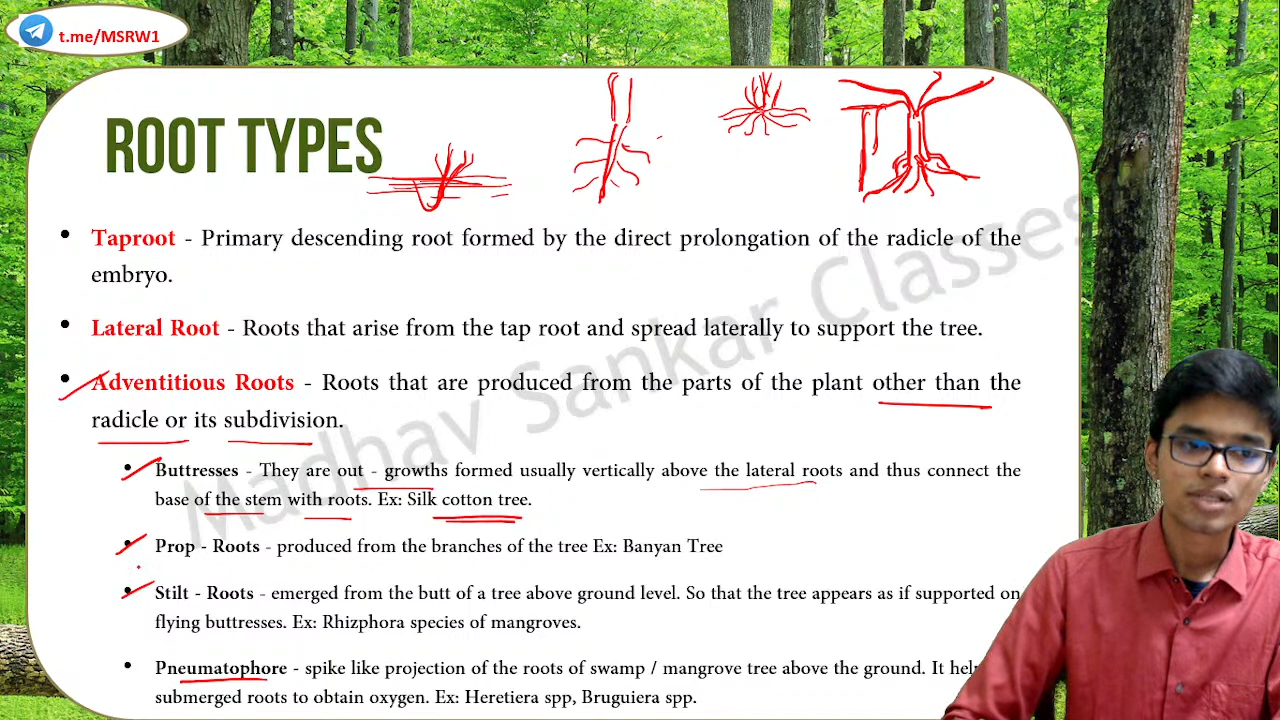 t.me/MSRW1
ROOT TYPES
• Taproot - Primary descending root formed by the direct prolongation of the radicle of the
embryo.
• Lateral Root - Roots that arise from the tap root and spread laterally to support the tree.
• Adventitious Roots - Roots that are produced from the parts of the plant other than the
radicle or its subdivision.
• Buttresses - They are out - growths formed usually vertically above the lateral roots and thus connect the
base of the stem with roots. Ex: Silk cotton tree.
• Prop - Roots - produced from the branches of the tree Ex: Banyan Tree
• Stilt - Roots - emerged from the butt of a tree above ground level. So that the tree appears as if supported on
flying buttresses. Ex: Rhizphora species of mangroves.
• Pneumatophore - spike like projection of the roots of swamp / mangrove tree above the ground. It
submerged roots to obtain oxygen. Ex: Heretiera spp, Bruguiera spp.
Madhav Sankar Classes